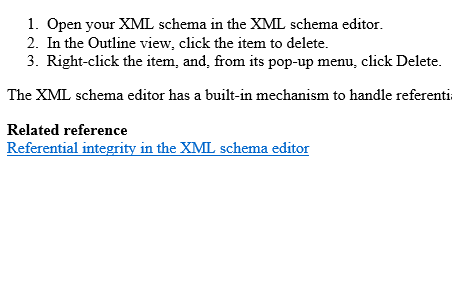 1. Open your XML schema in the XML schema editor.
2. In the Outline view, click the item to delete.
3. Right-click the item, and, from its pop-up menu, click Delete.
The XML schema editor has a built-in mechanism to handle
Related reference
Referential integrity in the XML schema editor